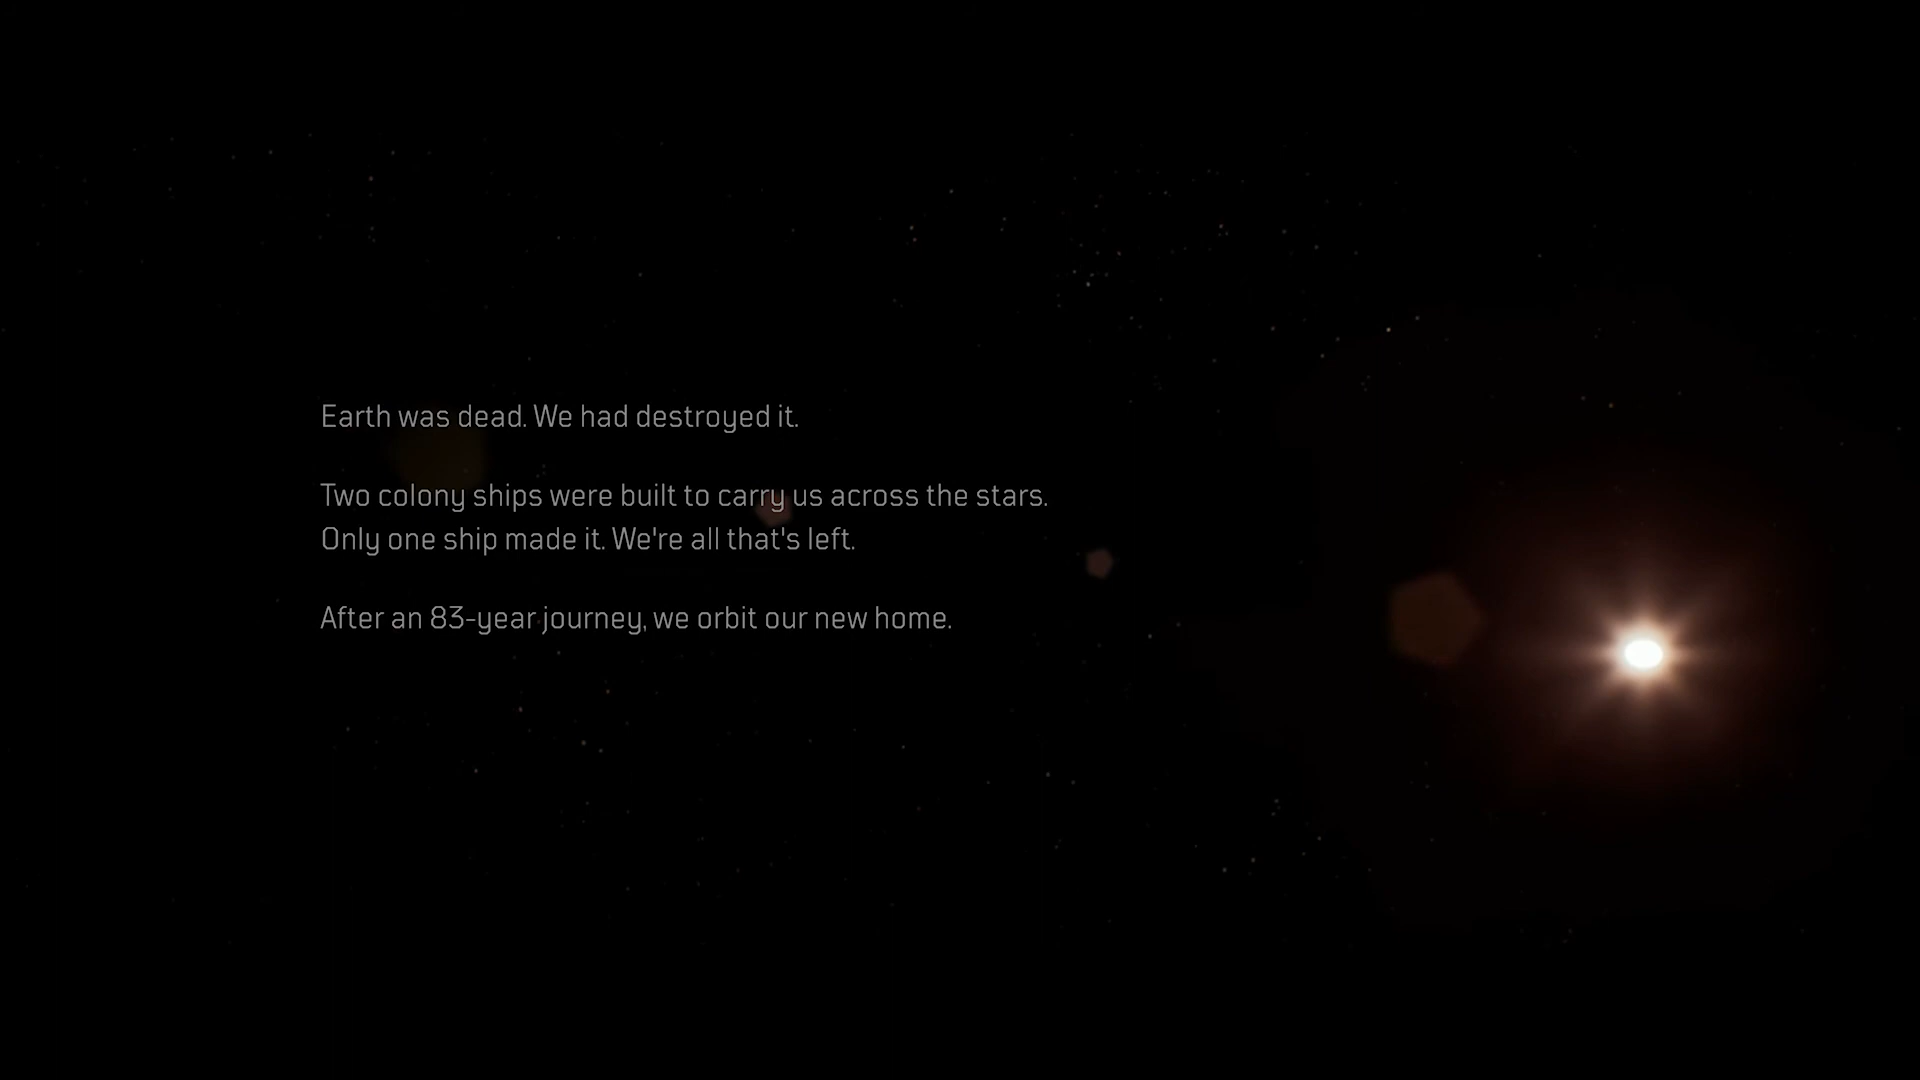 Earth was dead. We had destroyed it.
Two colony ships were built to carry us across the stars.
Only one ship made it. We're all that's left.
After an 83-year journey, we orbit our new home.